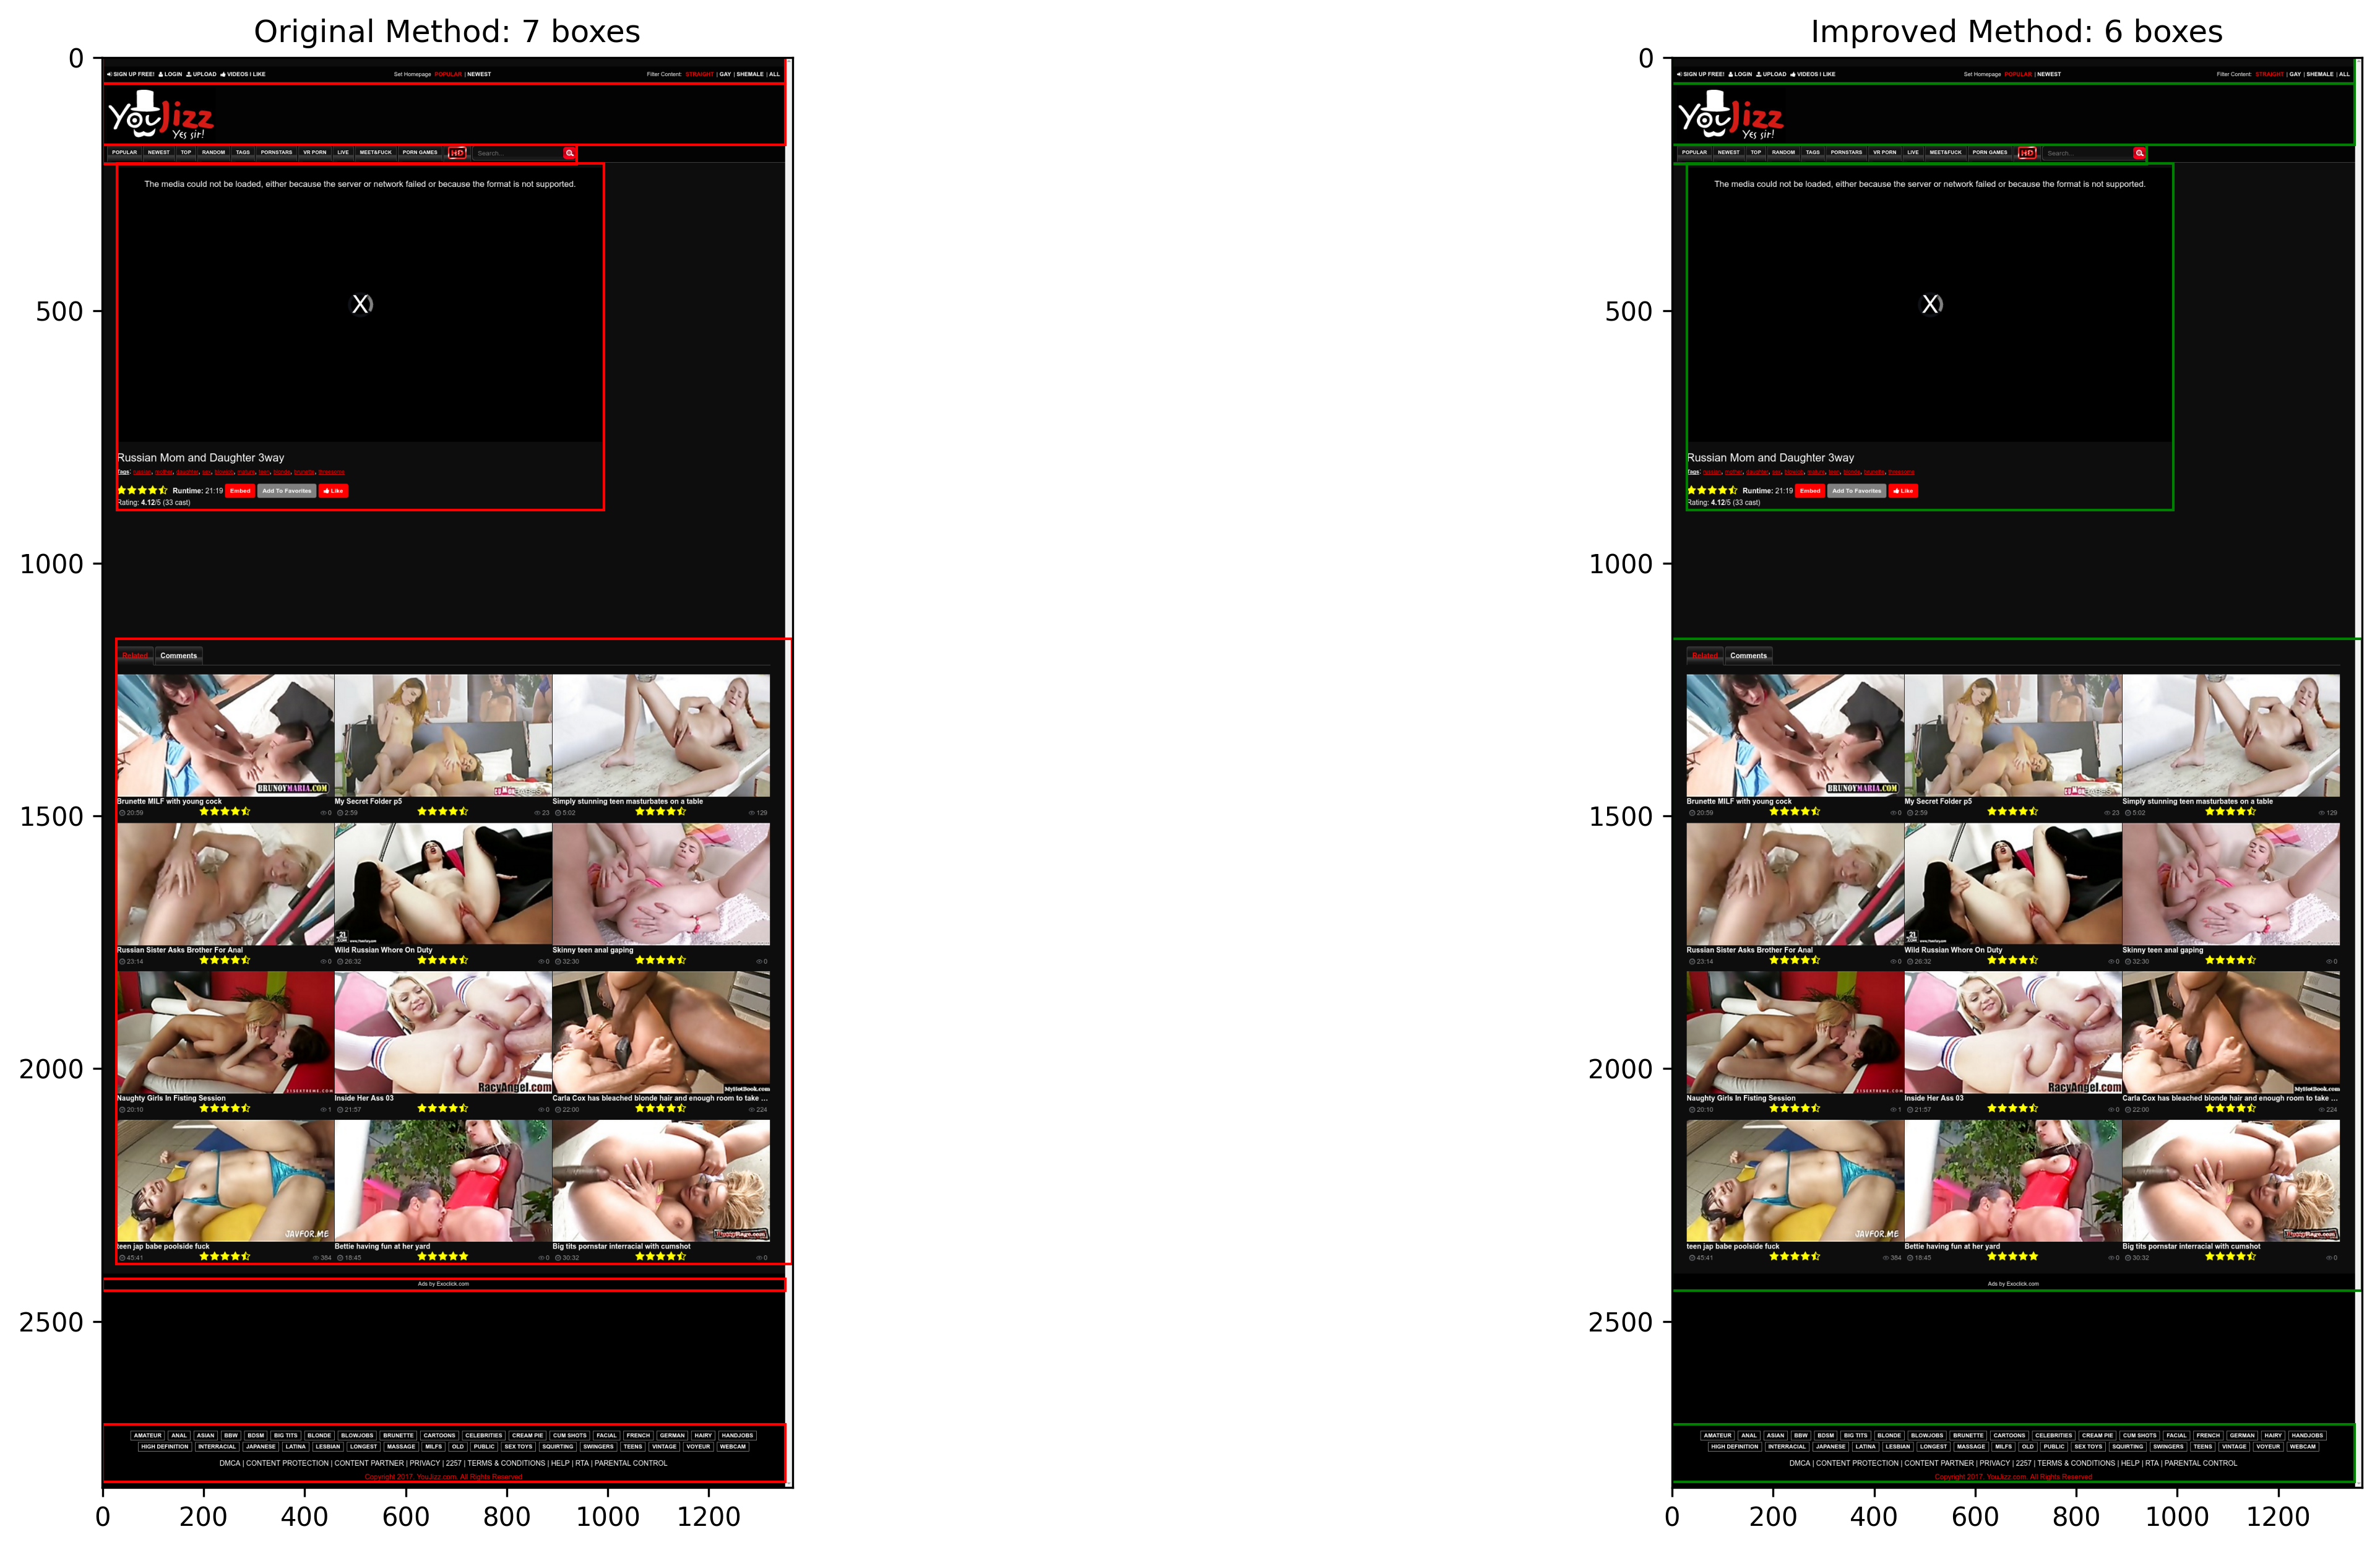 Original Method: 7 boxes
SIGN UP FREE! LOGIN UPLOAD VIDEOS I LIKE Set Homepage POPULAR | NEWEST Filter Content: STRAIGHT | GAY | SHEMALE | ALL
YouJizz
Yes sir!
POPULAR NEWEST TOP RANDOM TAGS PORNSTARS VR PORN LIVE MEET&FUCK PORN GAMES HD Search...
The media could not be loaded, either because the server or network failed or because the format is not supported.
X
Russian Mom and Daughter 3way
Tags:
Runtime: 21:19 Embed Add To Favorites Like
Rating: 4.12/5 (33 cast)
Related Comments
BRUNOYMARIA.COM
Brunette MILF with young cock My Secret Folder p5 Simply stunning teen masturbates on a table
20:59 0 2:59 23 5:02 129
Russian Sister Asks Brother For Anal Wild Russian Whore On Duty Skinny teen anal gaping
23:14 0 26:32 0 32:30 0
21SEXTREME.COM RacyAngel.com MyHotBook.com
Naughty Girls In Fisting Session Inside Her Ass 03 Carla Cox has bleached blonde hair and enough room to take ...
20:10 1 21:57 0 22:00 224
JAVFOR.ME
teen jap babe poolside fuck Bettie having fun at her yard Big tits pornstar interracial with cumshot
45:41 384 18:45 0 30:32 0
Ads by Exoclick.com
AMATEUR ANAL ASIAN BBW BDSM BIG TITS BLONDE BLOWJOBS BRUNETTE CARTOONS CELEBRITIES CREAM PIE CUM SHOTS FACIAL FRENCH GERMAN HAIRY HANDJOBS
HIGH DEFINITION INTERRACIAL JAPANESE LATINA LESBIAN LONGEST MASSAGE MILFS OLD PUBLIC SEX TOYS SQUIRTING SWINGERS TEENS VINTAGE VOYEUR WEBCAM
DMCA | CONTENT PROTECTION | CONTENT PARTNER | PRIVACY | 2257 | TERMS & CONDITIONS | HELP | RTA | PARENTAL CONTROL
Copyright 2017, YouJizz.com, All Rights Reserved
0
500
1000
1500
2000
2500
0 200 400 600 800 1000 1200
Improved Method: 6 boxes
SIGN UP FREE! LOGIN UPLOAD VIDEOS I LIKE Set Homepage POPULAR | NEWEST Filter Content: STRAIGHT | GAY | SHEMALE | ALL
YouJizz
Yes sir!
POPULAR NEWEST TOP RANDOM TAGS PORNSTARS VR PORN LIVE MEET&FUCK PORN GAMES HD Search...
The media could not be loaded, either because the server or network failed or because the format is not supported.
X
Russian Mom and Daughter 3way
Tags:
Runtime: 21:19 Embed Add To Favorites Like
Rating: 4.12/5 (33 cast)
Related Comments
BRUNOYMARIA.COM
Brunette MILF with young cock My Secret Folder p5 Simply stunning teen masturbates on a table
20:59 0 2:59 23 5:02 129
Russian Sister Asks Brother For Anal Wild Russian Whore On Duty Skinny teen anal gaping
23:14 0 26:32 0 32:30 0
21SEXTREME.COM RacyAngel.com MyHotBook.com
Naughty Girls In Fisting Session Inside Her Ass 03 Carla Cox has bleached blonde hair and enough room to take ...
20:10 1 21:57 0 22:00 224
JAVFOR.ME
teen jap babe poolside fuck Bettie having fun at her yard Big tits pornstar interracial with cumshot
45:41 384 18:45 0 30:32 0
Ads by Exoclick.com
AMATEUR ANAL ASIAN BBW BDSM BIG TITS BLONDE BLOWJOBS BRUNETTE CARTOONS CELEBRITIES CREAM PIE CUM SHOTS FACIAL FRENCH GERMAN HAIRY HANDJOBS
HIGH DEFINITION INTERRACIAL JAPANESE LATINA LESBIAN LONGEST MASSAGE MILFS OLD PUBLIC SEX TOYS SQUIRTING SWINGERS TEENS VINTAGE VOYEUR WEBCAM
DMCA | CONTENT PROTECTION | CONTENT PARTNER | PRIVACY | 2257 | TERMS & CONDITIONS | HELP | RTA | PARENTAL CONTROL
Copyright 2017, YouJizz.com, All Rights Reserved
0
500
1000
1500
2000
2500
0 200 400 600 800 1000 1200